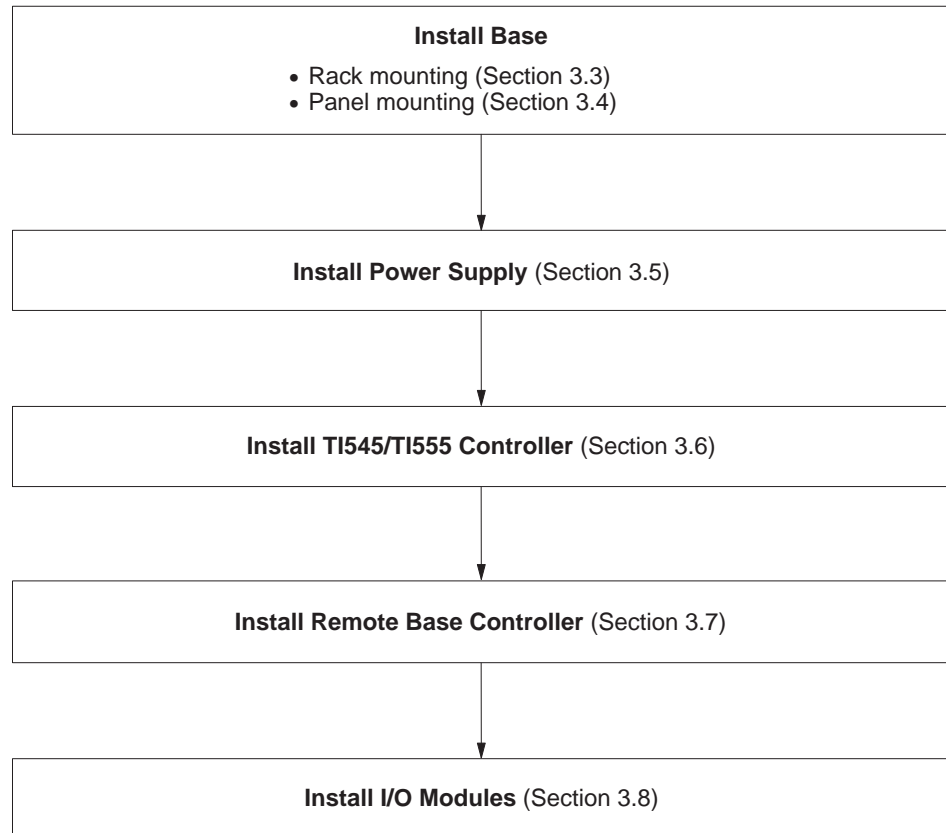 Install Base
• Rack mounting (Section 3.3)
• Panel mounting (Section 3.4)
Install Power Supply (Section 3.5)
Install TI545/TI555 Controller (Section 3.6)
Install Remote Base Controller (Section 3.7)
Install I/O Modules (Section 3.8)